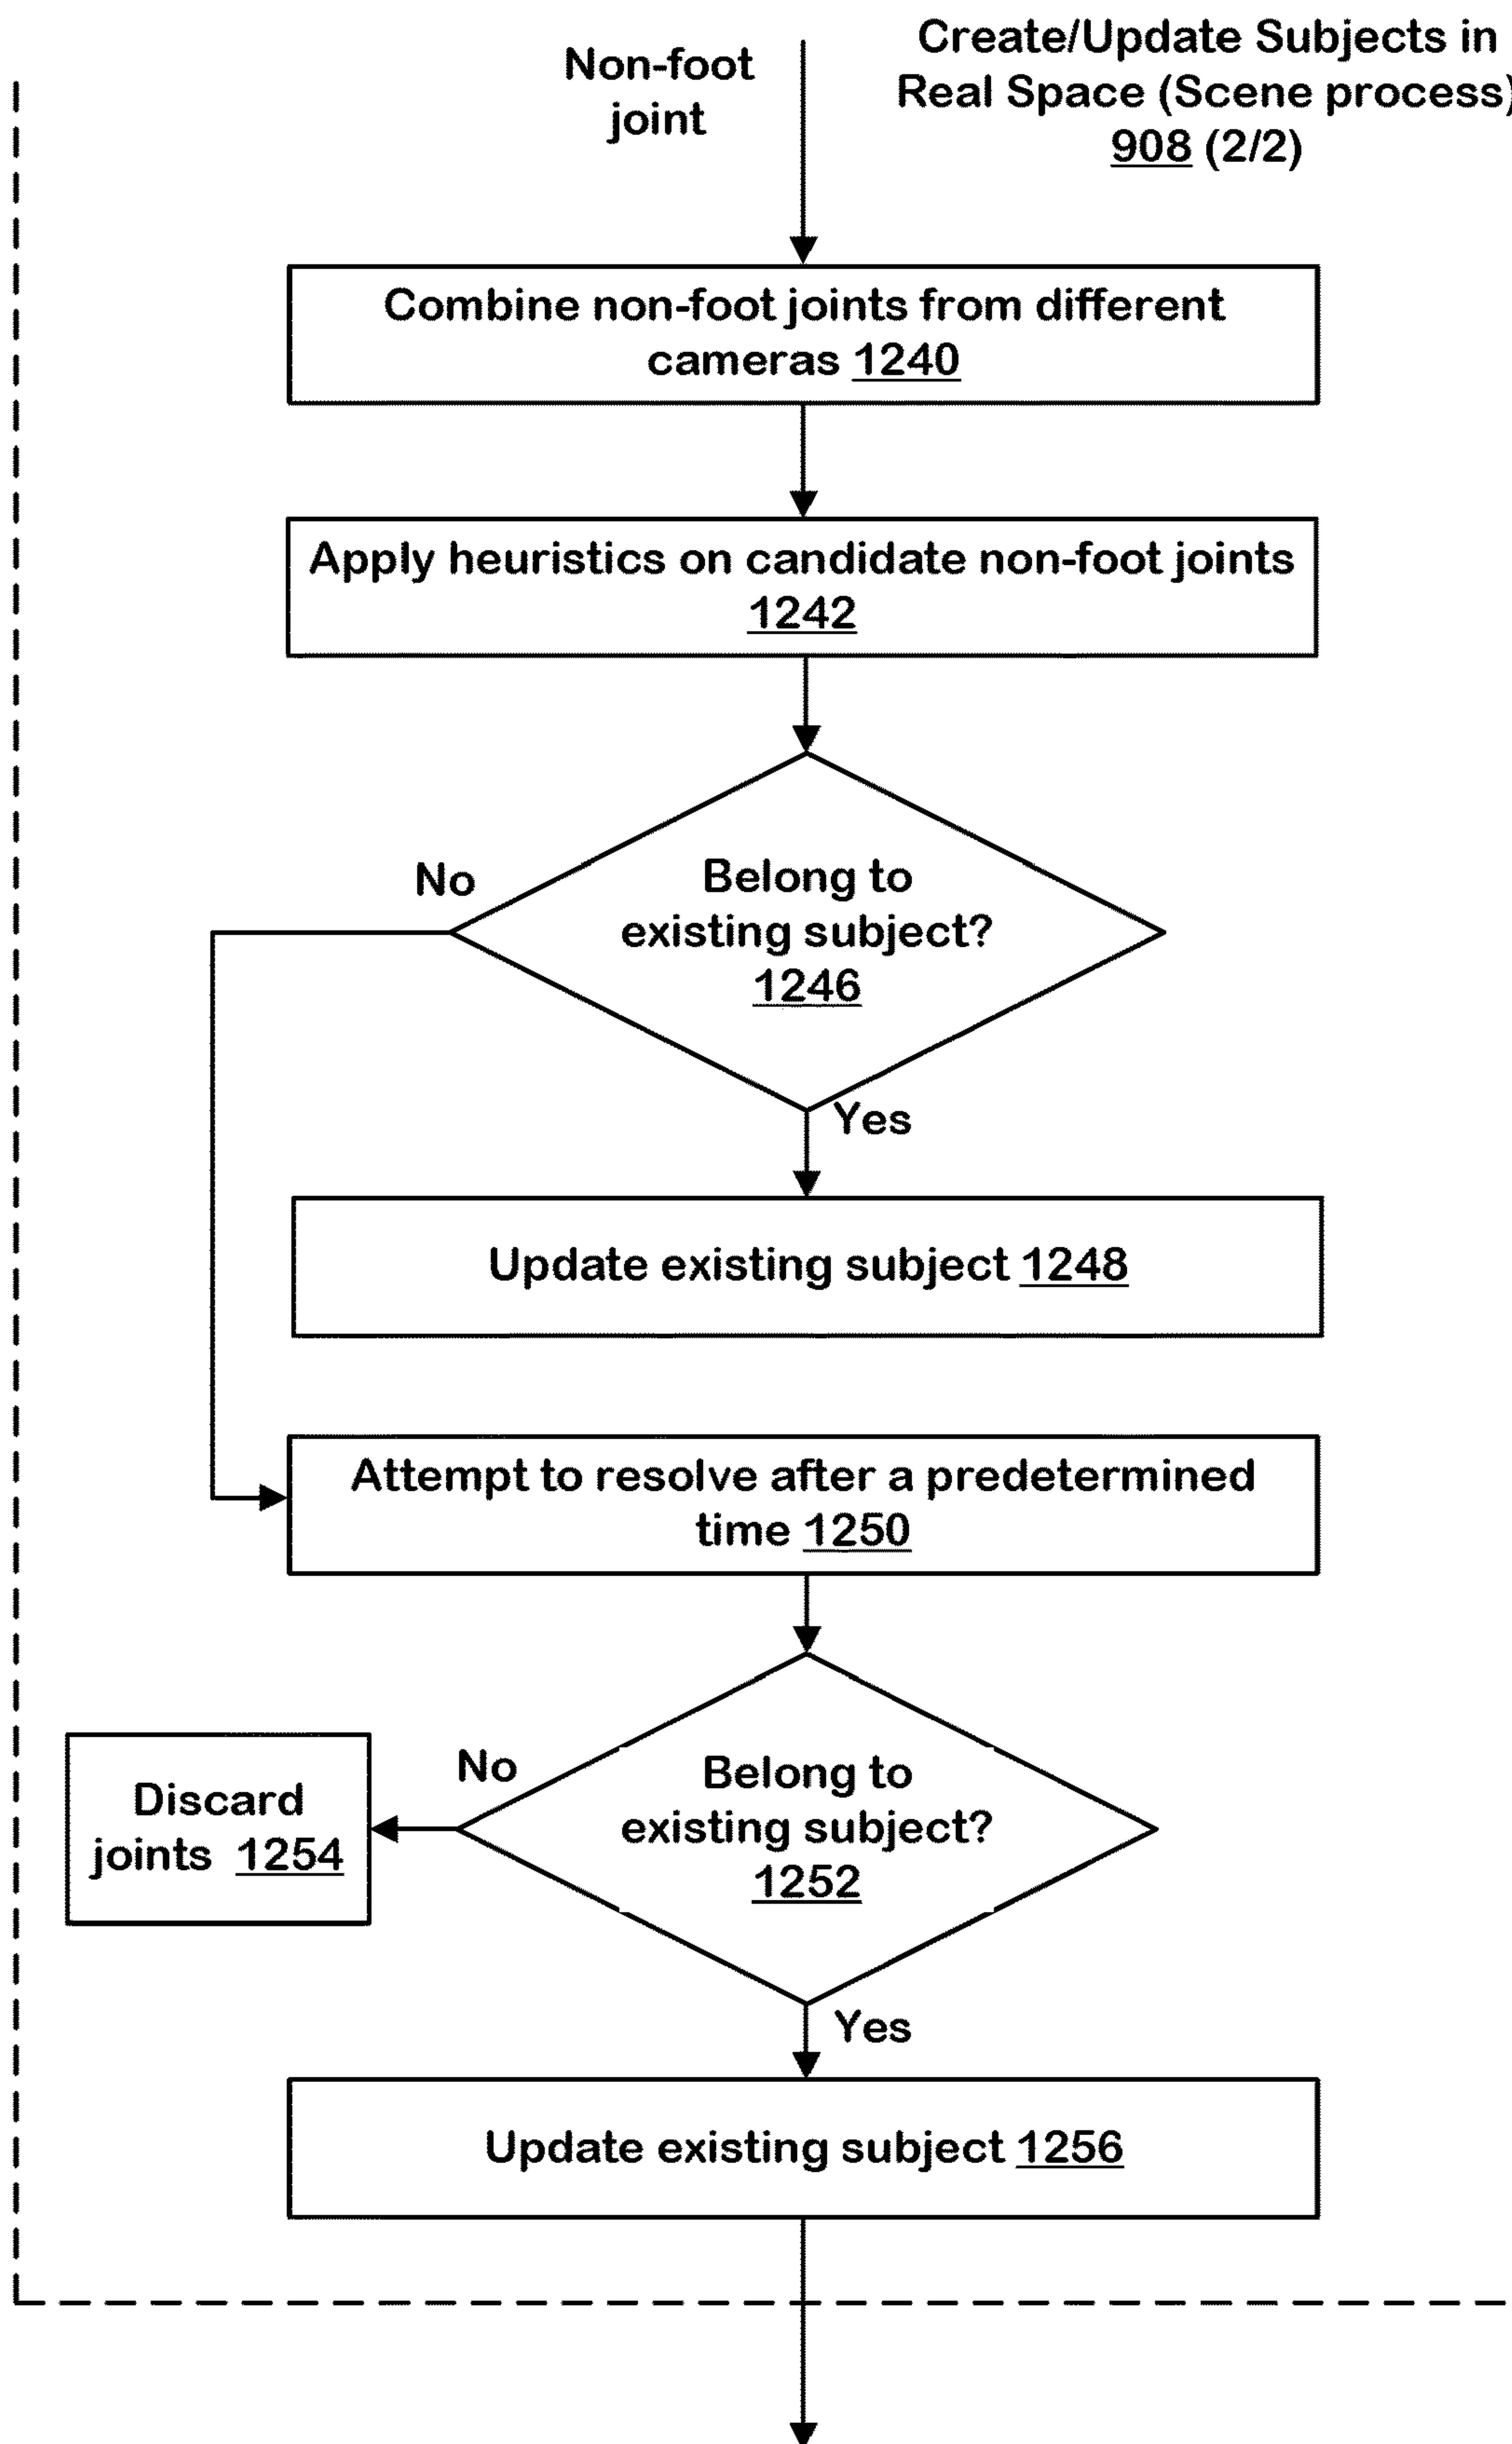 Non-foot
joint
Create/Update Subjects in
Real Space (Scene process)
908 (2/2)
Combine non-foot joints from different
cameras 1240
Apply heuristics on candidate non-foot joints
1242
No
Belong to
existing subject?
1246
Yes
Update existing subject 1248
Attempt to resolve after a predetermined
time 1250
No
Belong to
existing subject?
1252
Discard
joints 1254
Yes
Update existing subject 1256